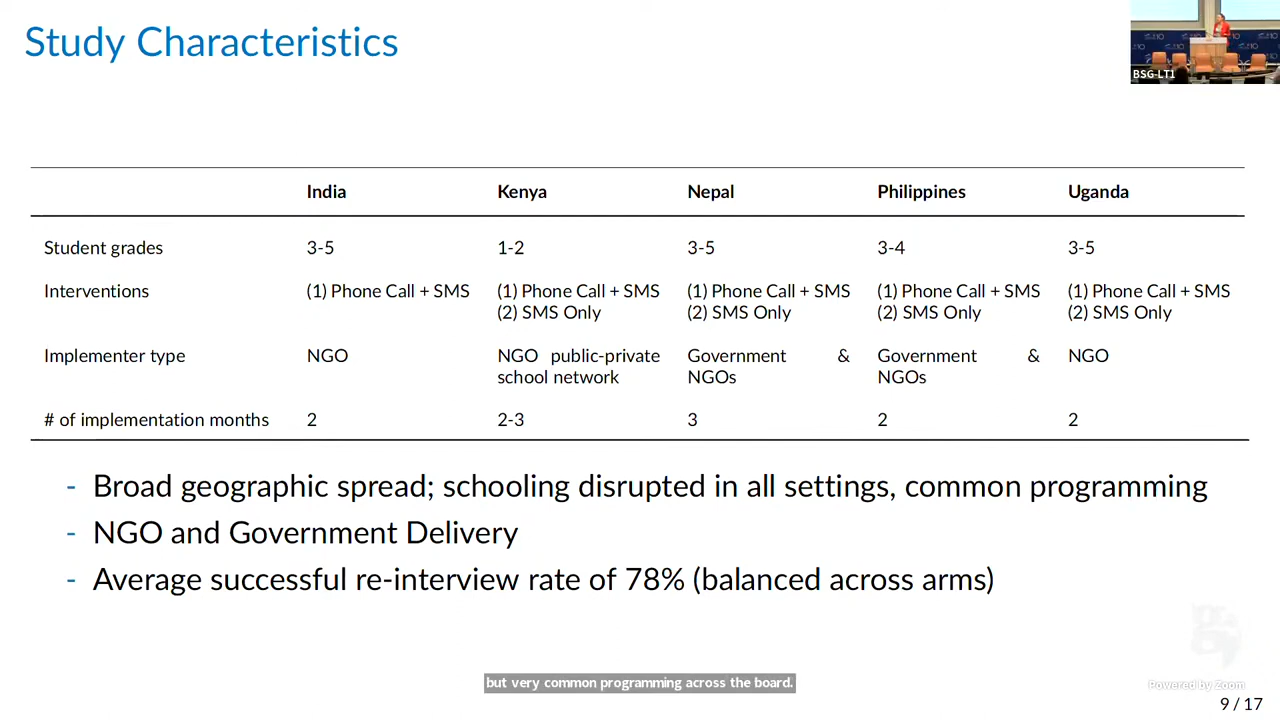 Study Characteristics
BSG-LT1
India Kenya Nepal Philippines Uganda
Student grades 3-5 1-2 3-5 3-4 3-5
Interventions (1) Phone Call + SMS (1) Phone Call + SMS (1) Phone Call + SMS (1) Phone Call + SMS (1) Phone Call + SMS
(2) SMS Only (2) SMS Only (2) SMS Only (2) SMS Only
Implementer type NGO NGO public-private Government & Government & NGO
school network NGOs NGOs
# of implementation months 2 2-3 3 2 2
- Broad geographic spread; schooling disrupted in all settings, common programming
- NGO and Government Delivery
- Average successful re-interview rate of 78% (balanced across arms)
but very common programming across the board.
Powered by Zoom
9 / 17